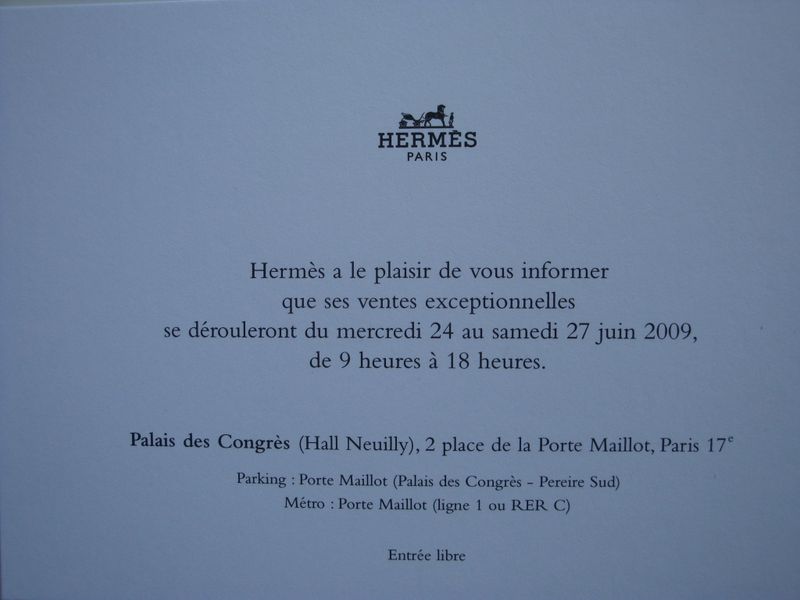 HERMÈS
PARIS
Hermès a le plaisir de vous informer
que ses ventes exceptionnelles
se dérouleront du mercredi 24 au samedi 27 juin 2009,
de 9 heures à 18 heures.
Palais des Congrès (Hall Neuilly), 2 place de la Porte Maillot, Paris 17e
Parking : Porte Maillot (Palais des Congrès - Pereire Sud)
Métro : Porte Maillot (ligne 1 ou RER C)
Entrée libre